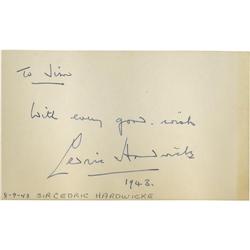 To Jim
With every good wish
Cedric Hardwicke
1943.
8-9-43 SIR CEDRIC HARDWICKE